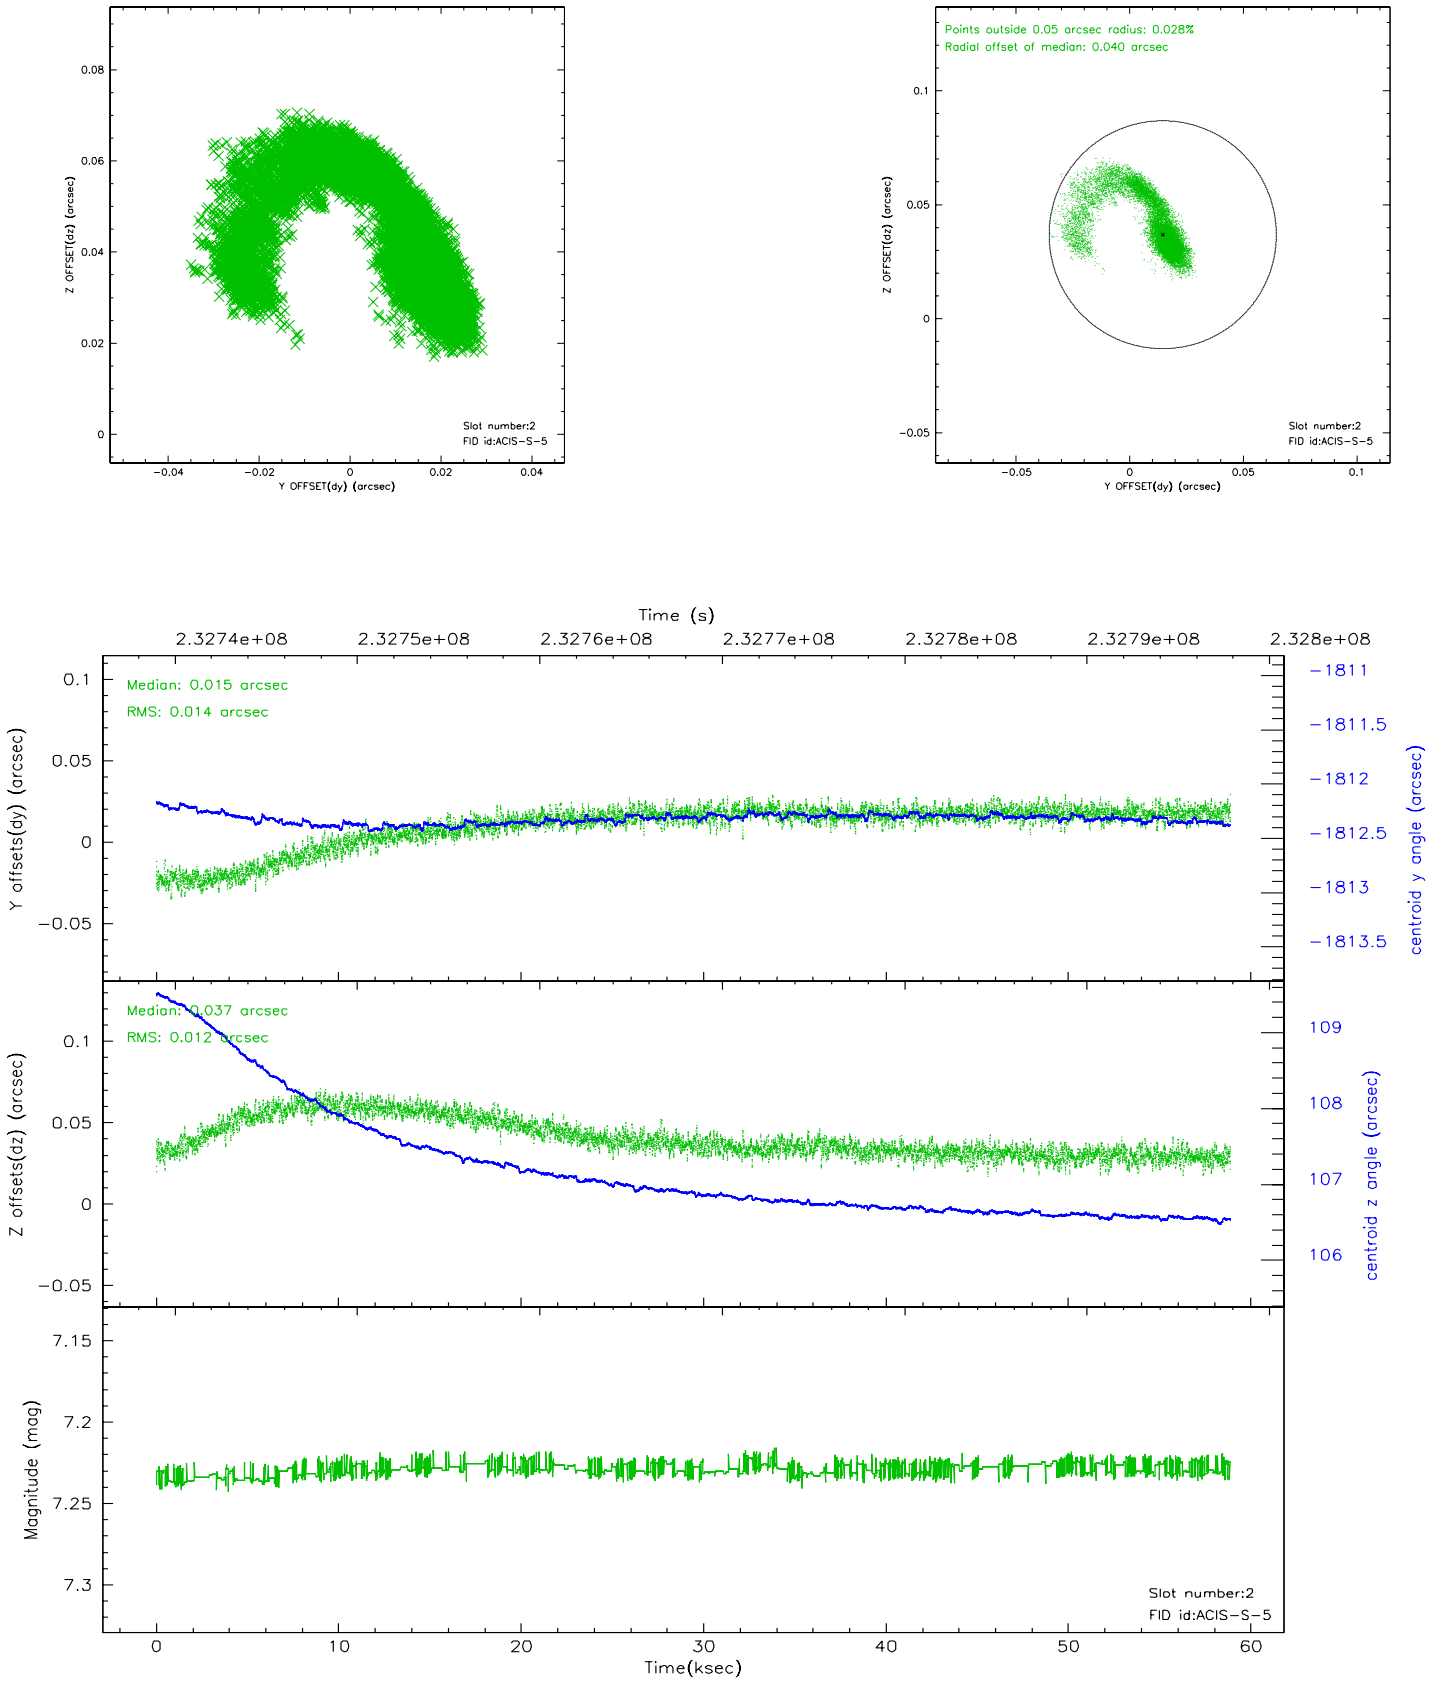 0.08
0.06
0.04
0.02
0
Z OFFSET(dz) (arcsec)
Slot number:2
FID id:ACIS-S-5
-0.04 -0.02 0 0.02 0.04
Y OFFSET(dy) (arcsec)
Points outside 0.05 arcsec radius: 0.028%
Radial offset of median: 0.040 arcsec
0.1
0.05
0
-0.05
Z OFFSET(dz) (arcsec)
Slot number:2
FID id:ACIS-S-5
-0.05 0 0.05 0.1
Y OFFSET(dy) (arcsec)
Time (s)
2.3274e+08 2.3275e+08 2.3276e+08 2.3277e+08 2.3278e+08 2.3279e+08 2.328e+08
0.1
0.05
0
-0.05
Y offsets(dy) (arcsec)
Median: 0.015 arcsec
RMS: 0.014 arcsec
-1811
-1811.5
-1812
-1812.5
-1813
-1813.5
centroid y angle (arcsec)
0.1
0.05
0
-0.05
Z offsets(dz) (arcsec)
Median: 0.037 arcsec
RMS: 0.012 arcsec
109
108
107
106
centroid z angle (arcsec)
7.15
7.2
7.25
7.3
Magnitude (mag)
Slot number:2
FID id:ACIS-S-5
0 10 20 30 40 50 60
Time(ksec)